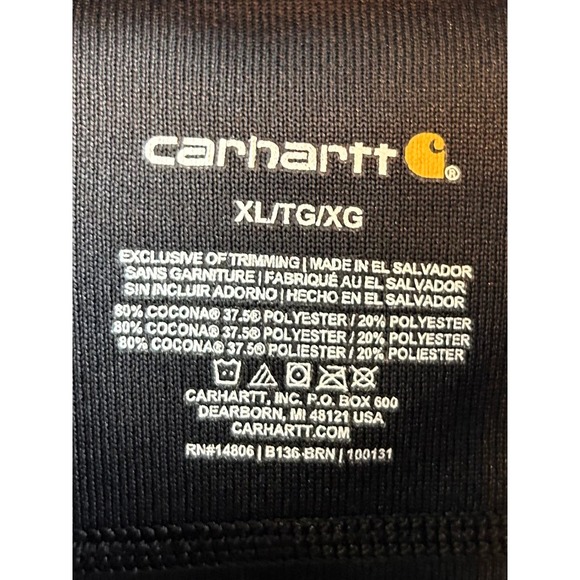 carhartt ®
XL/TG/XG
EXCLUSIVE OF TRIMMING | MADE IN EL SALVADOR
SANS GARNITURE | FABRIQUÉ AU EL SALVADOR
SIN INCLUIR ADORNO | HECHO EN EL SALVADOR
80% COCONA® 37.5® POLYESTER / 20% POLYESTER
80% COCONA® 37.5® POLYESTER / 20% POLYESTER
80% COCONA® 37.5® POLIESTER / 20% POLIESTER
CARHARTT, INC. P.O. BOX 600
DEARBORN, MI 48121 USA
CARHARTT.COM
RN#14806 | B136-BRN | 100131